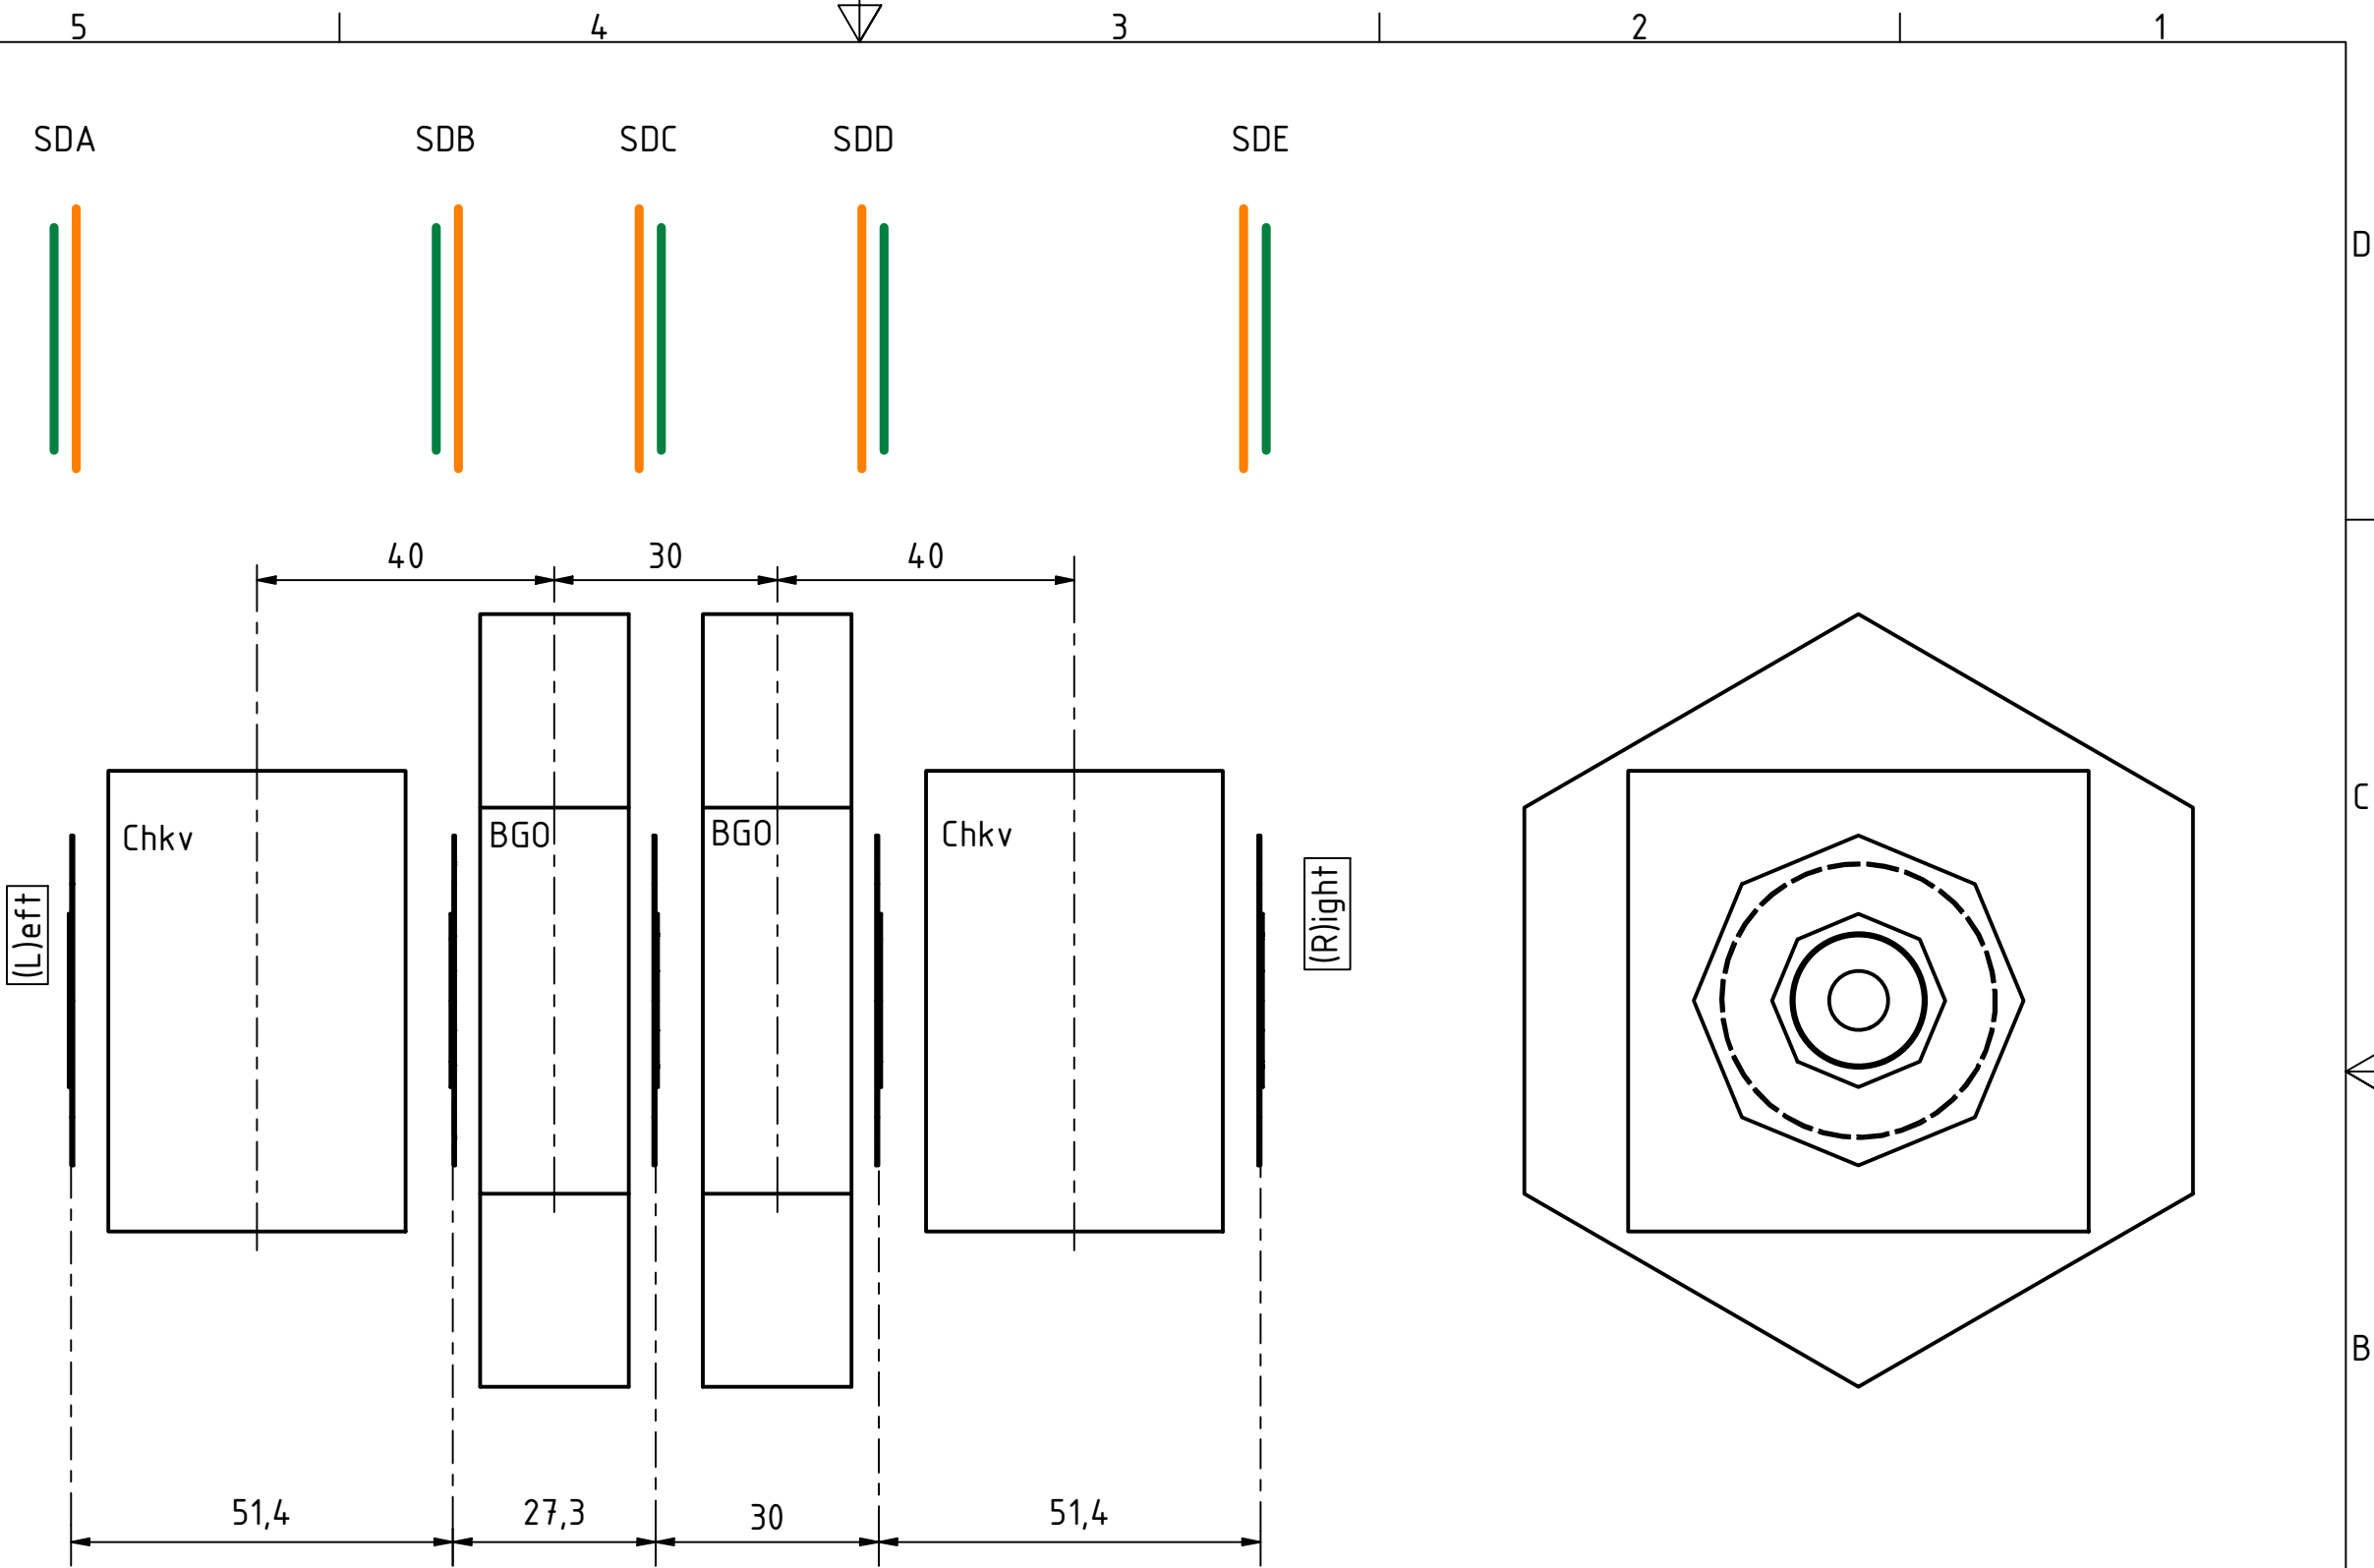 5 4 3 2 1
SDA SDB SDC SDD SDE
D
40 30 40
C
Chkv BGO BGO Chkv
(L)eft
(R)ight
B
51,4 27,3 30 51,4